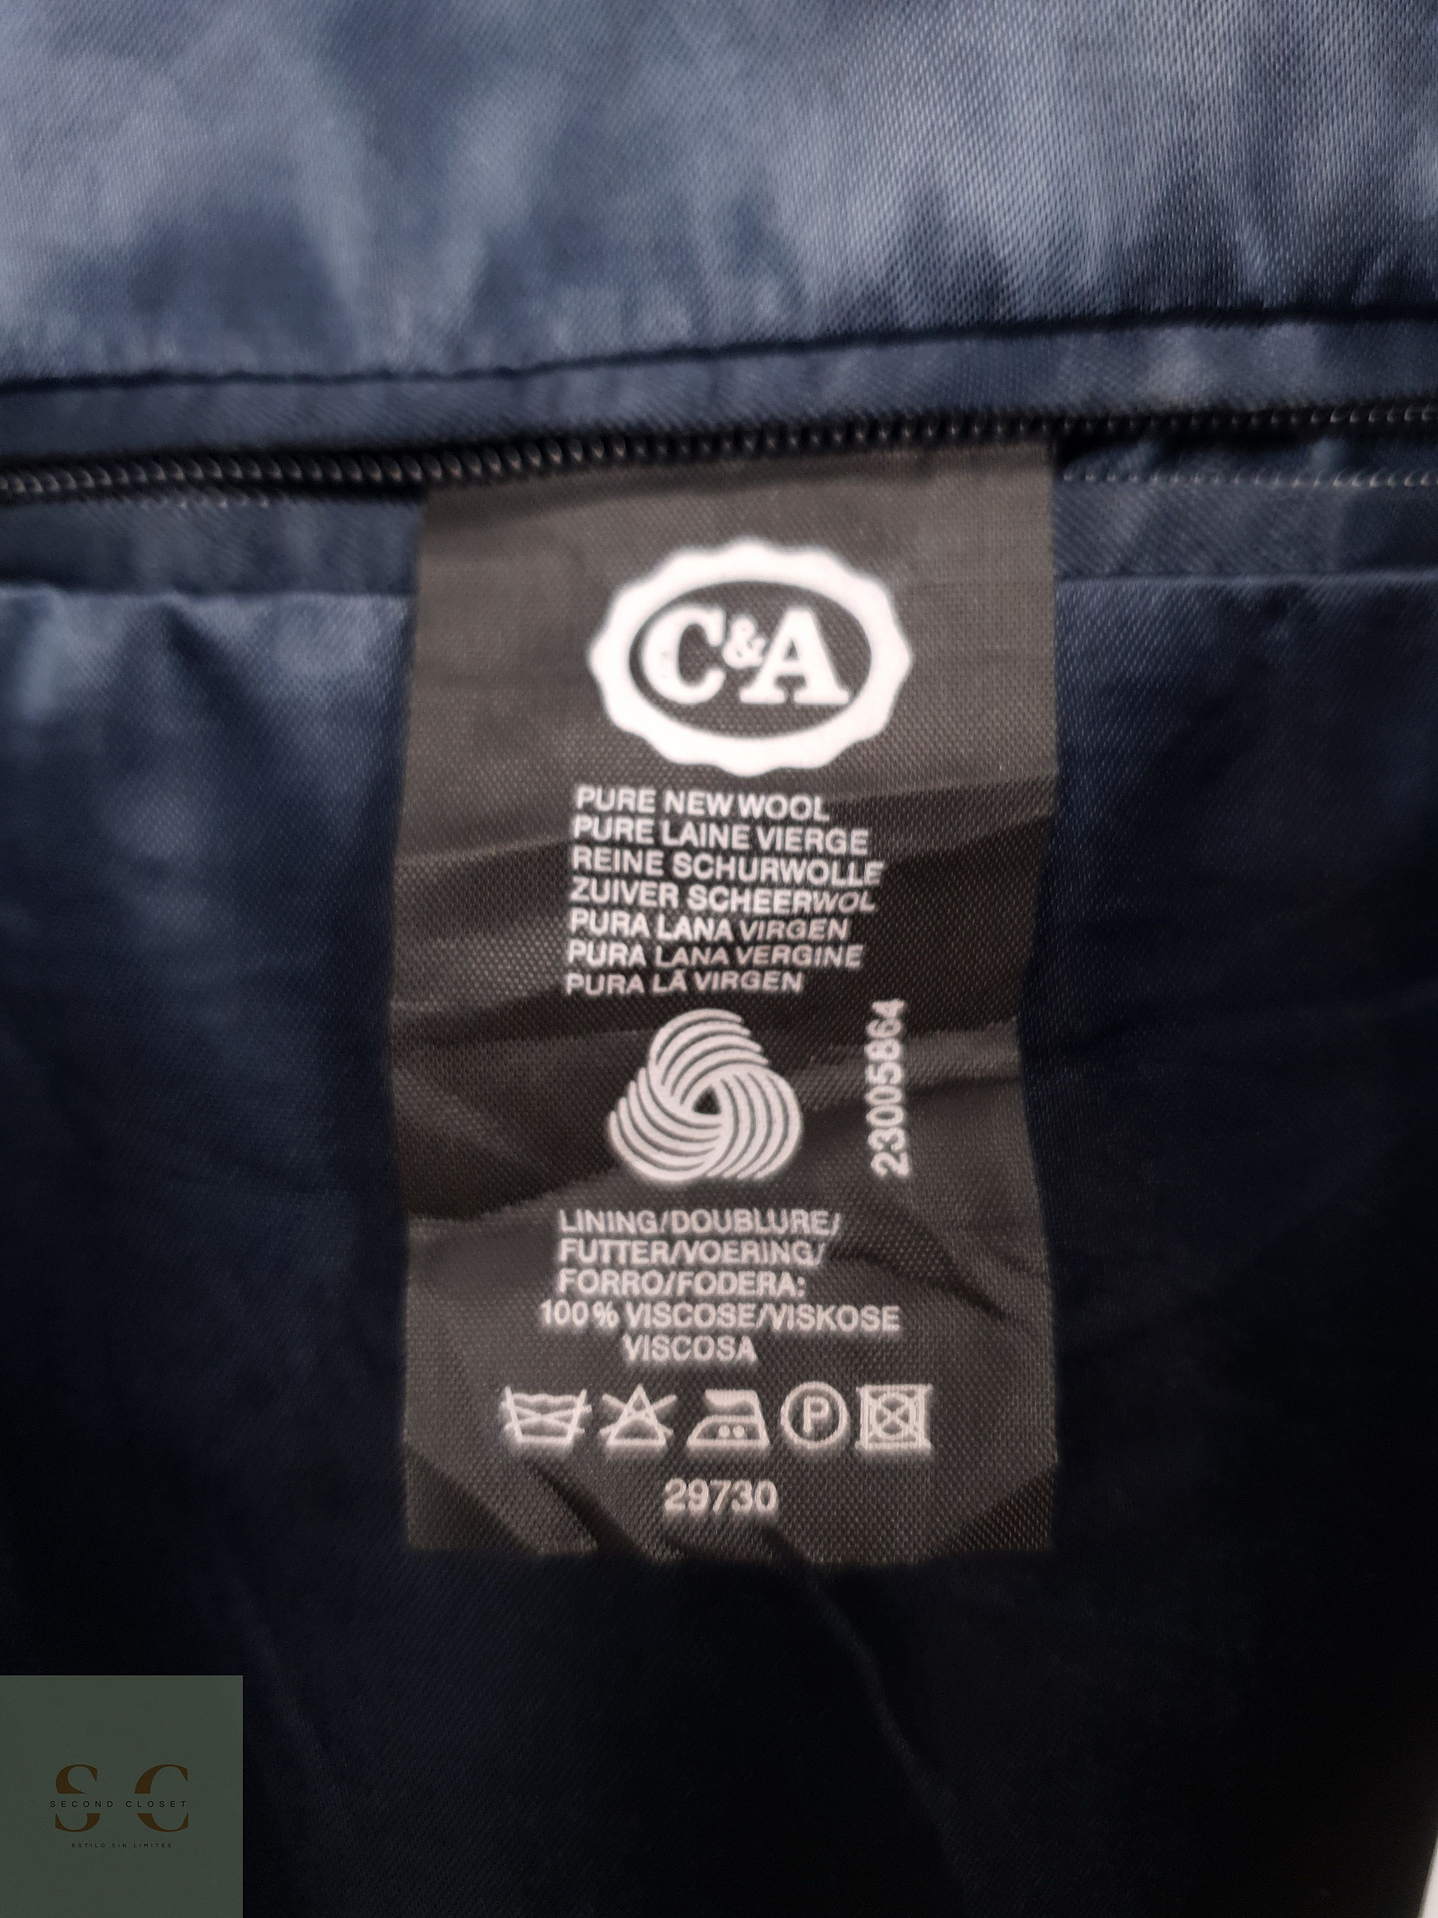 C&A
PURE NEW WOOL
PURE LAINE VIERGE
REINE SCHURWOLLE
ZUIVER SCHEERWOL
PURA LANA VIRGEN
PURA LANA VERGINE
PURA LÃ VIRGEN
23005864
LINING/DOUBLURE/
FUTTER/VOERING/
FORRO/FODERA:
100% VISCOSE/VISKOSE
VISCOSA
P
29730
SC
SECOND CLOSET
ESTILO SIN LIMITES